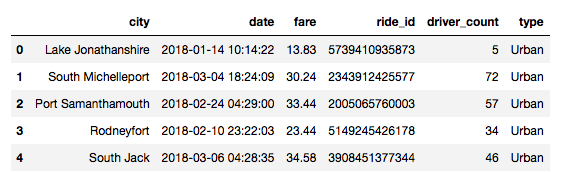 city date fare ride_id driver_count type
0 Lake Jonathanshire 2018-01-14 10:14:22 13.83 5739410935873 5 Urban
1 South Michelleport 2018-03-04 18:24:09 30.24 2343912425577 72 Urban
2 Port Samanthamouth 2018-02-24 04:29:00 33.44 2005065760003 57 Urban
3 Rodneyfort 2018-02-10 23:22:03 23.44 5149245426178 34 Urban
4 South Jack 2018-03-06 04:28:35 34.58 3908451377344 46 Urban